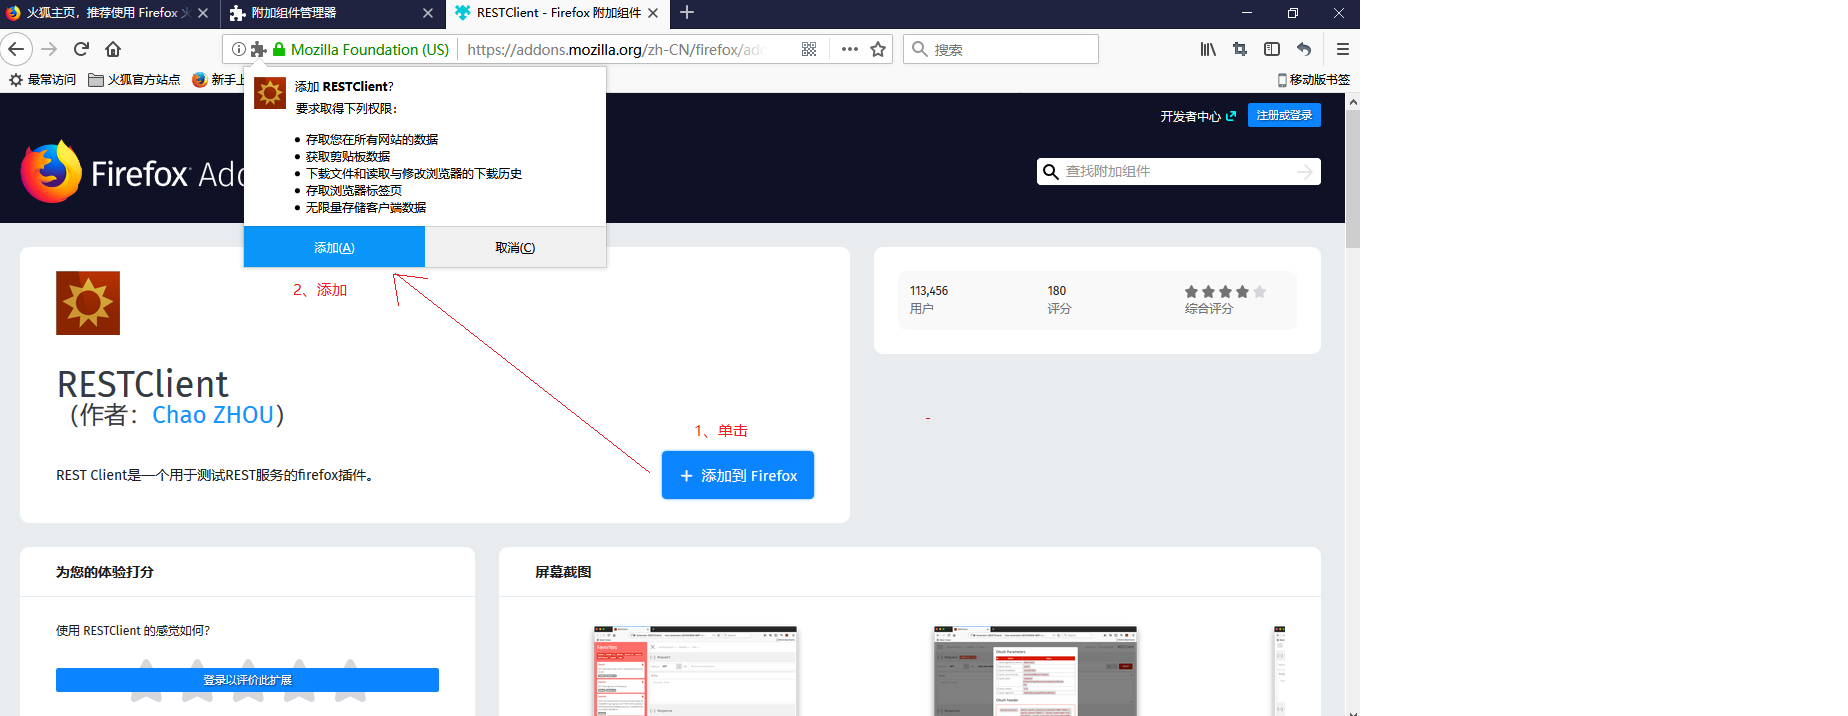 火狐主页，推荐使用 Firefox 火
附加组件管理器
RESTClient - Firefox 附加组件
Mozilla Foundation (US)
https://addons.mozilla.org/zh-CN/firefox/add
搜索
最常访问
火狐官方站点
新手上
移动版书签
添加 RESTClient?
要求取得下列权限：
存取您在所有网站的数据
获取剪贴板数据
下载文件和读取与修改浏览器的下载历史
存取浏览器标签页
无限量存储客户端数据
添加(A)
取消(C)
开发者中心
注册或登录
Firefox Add
查找附加组件
2、添加
113,456
用户
180
评分
综合评分
RESTClient
（作者：Chao ZHOU）
1、单击
REST Client是一个用于测试REST服务的firefox插件。
+ 添加到 Firefox
为您的体验打分
屏幕截图
使用 RESTClient 的感觉如何？
登录以评价此扩展
Favorites
OAuth Parameters
OAuth Header